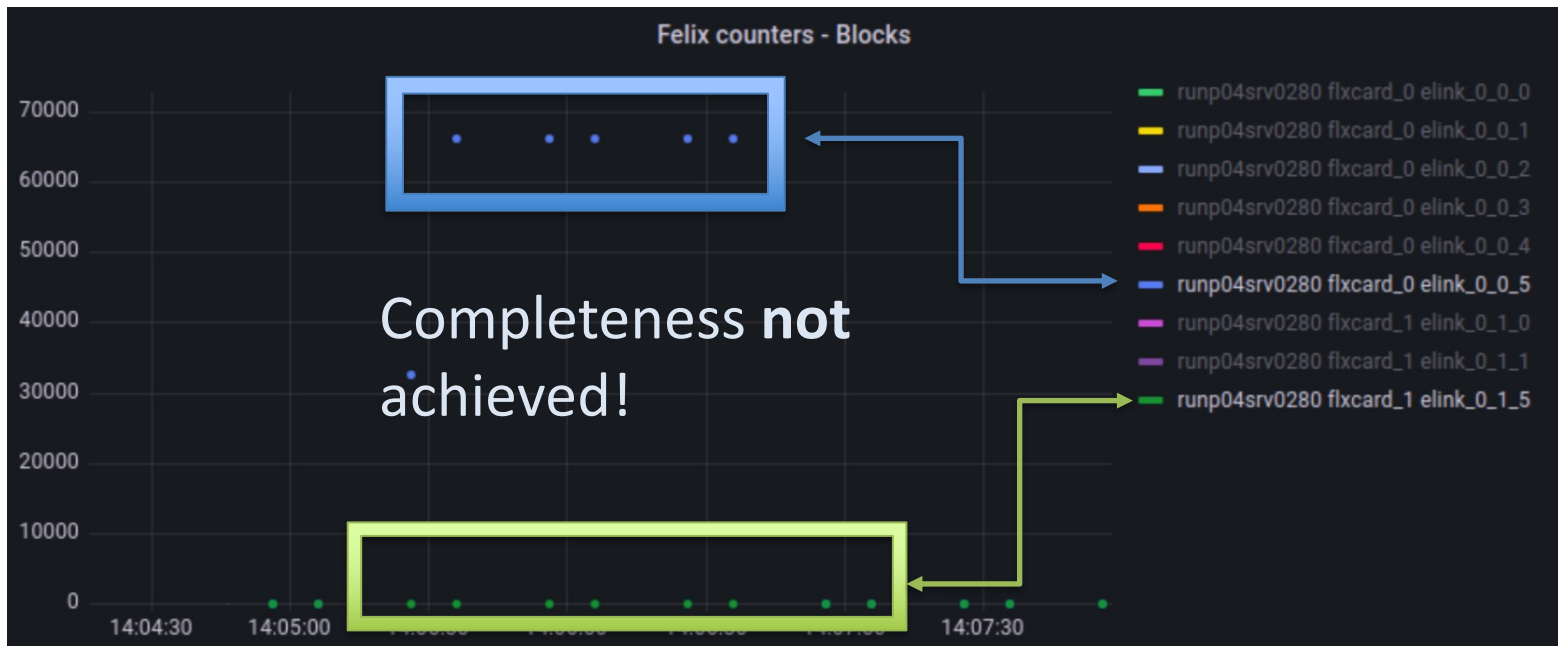 Felix counters - Blocks
70000
60000
50000
40000
30000
20000
10000
0
14:04:30
14:05:00
14:07:30
Completeness not
achieved!
runp04srv0280 flxcard_0 elink_0_0_0
runp04srv0280 flxcard_0 elink_0_0_1
runp04srv0280 flxcard_0 elink_0_0_2
runp04srv0280 flxcard_0 elink_0_0_3
runp04srv0280 flxcard_0 elink_0_0_4
runp04srv0280 flxcard_0 elink_0_0_5
runp04srv0280 flxcard_1 elink_0_1_0
runp04srv0280 flxcard_1 elink_0_1_1
runp04srv0280 flxcard_1 elink_0_1_5